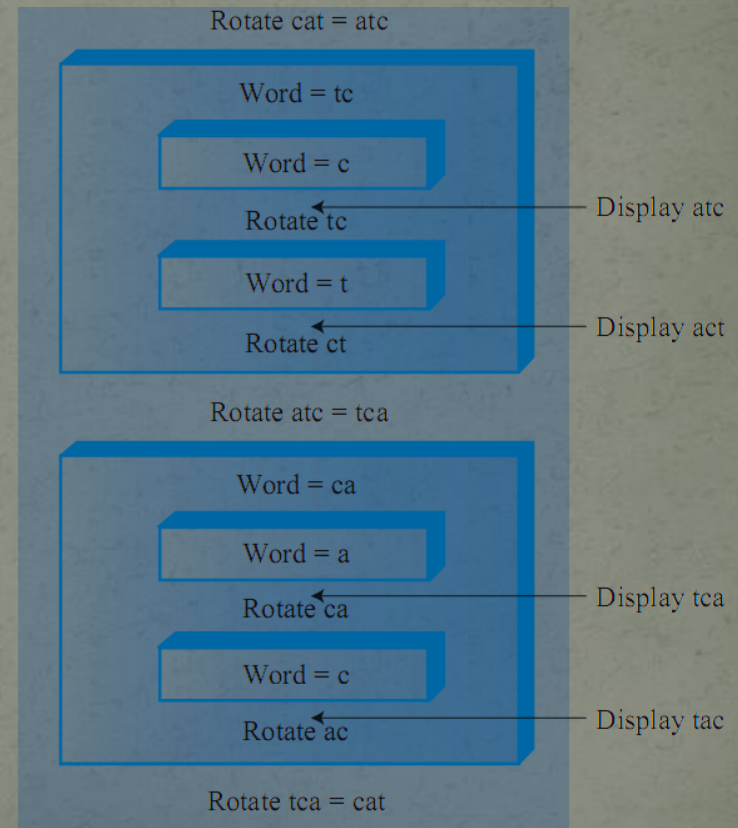 Rotate cat = atc
Word = tc
Word = c
Display atc
Rotate tc
Word = t
Display act
Rotate ct
Rotate atc = tca
Word = ca
Word = a
Display tca
Rotate ca
Word = c
Display tac
Rotate ac
Rotate tca = cat